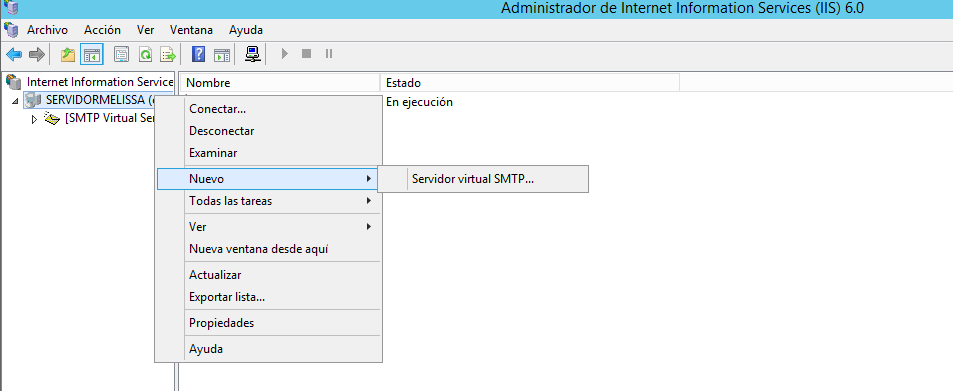 Administrador de Internet Information Services (IIS) 6.0
Archivo Acción Ver Ventana Ayuda
Internet Information Service Nombre Estado
SERVIDORMELISSA ( En ejecución
[SMTP Virtual Ser
Conectar...
Desconectar
Examinar
Nuevo Servidor virtual SMTP...
Todas las tareas
Ver
Nueva ventana desde aquí
Actualizar
Exportar lista...
Propiedades
Ayuda